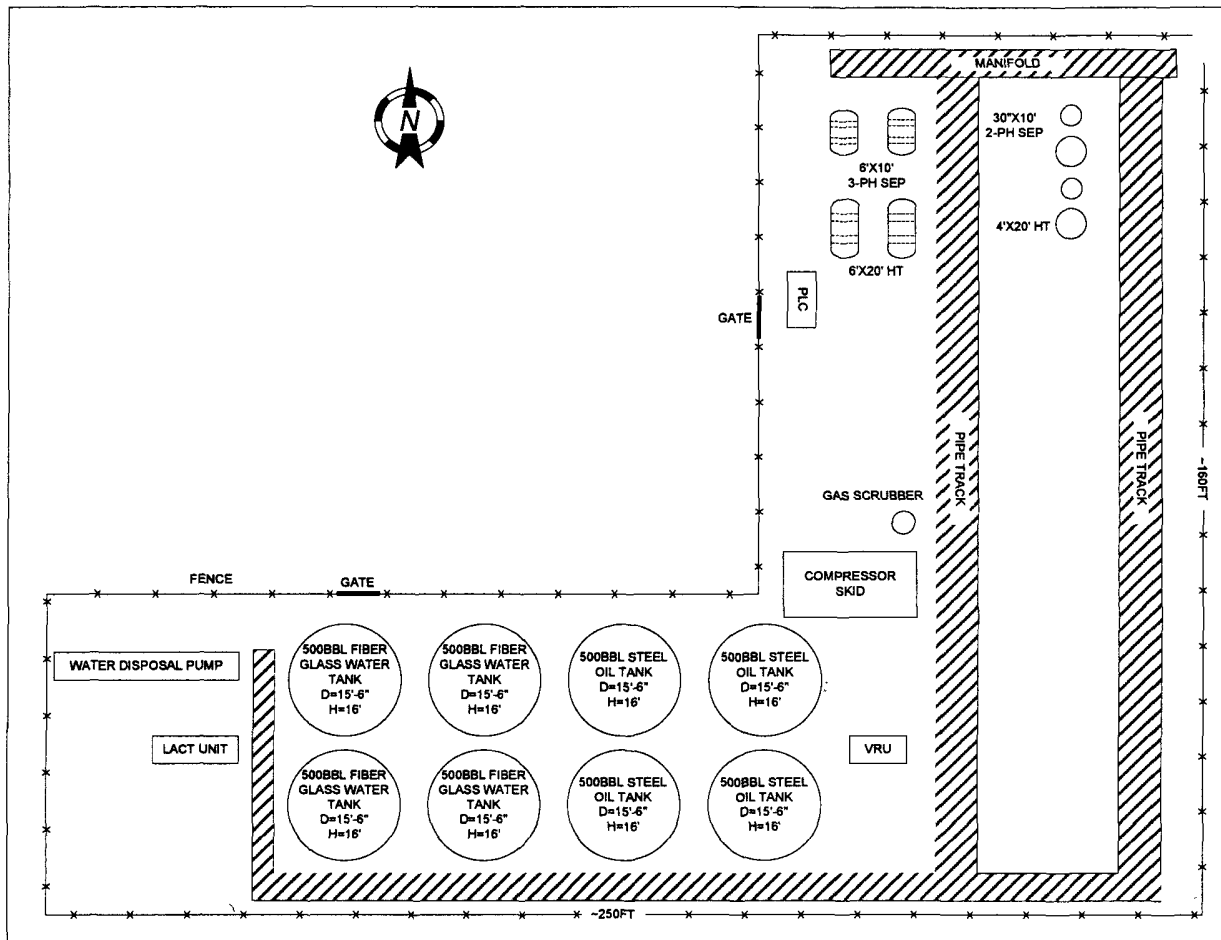 MANIFOLD
N
30"X10'
2-PH SEP
6'X10'
3-PH SEP
4'X20' HT
6'X20' HT
PLC
GATE
PIPE TRACK
PIPE TRACK
~160FT
GAS SCRUBBER
COMPRESSOR
SKID
FENCE
GATE
WATER DISPOSAL PUMP
500BBL FIBER
GLASS WATER
TANK
D=15'-6"
H=16'
500BBL FIBER
GLASS WATER
TANK
D=15'-6"
H=16'
500BBL STEEL
OIL TANK
D=15'-6"
H=16'
500BBL STEEL
OIL TANK
D=15'-6"
H=16'
LACT UNIT
VRU
500BBL FIBER
GLASS WATER
TANK
D=15'-6"
H=16'
500BBL FIBER
GLASS WATER
TANK
D=15'-6"
H=16'
500BBL STEEL
OIL TANK
D=15'-6"
H=16'
500BBL STEEL
OIL TANK
D=15'-6"
H=16'
~250FT